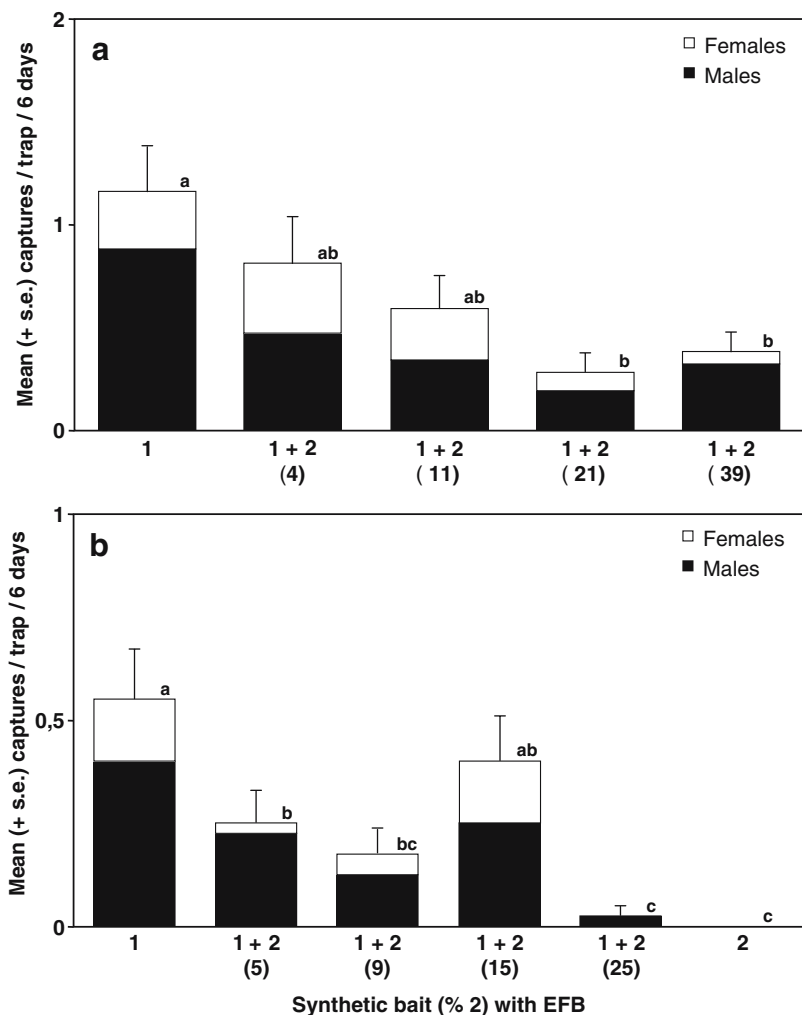 2
a
Females
Males
Mean (+ s.e.) captures / trap / 6 days
a
1
ab
ab
b
b
0
1
1 + 2
1 + 2
1 + 2
1 + 2
(4)
( 11)
( 21)
( 39)
1
b
Females
Males
Mean (+ s.e.) captures / trap / 6 days
a
0,5
ab
b
bc
c
c
0
1
1 + 2
1 + 2
1 + 2
1 + 2
2
(5)
(9)
(15)
(25)
Synthetic bait (% 2) with EFB